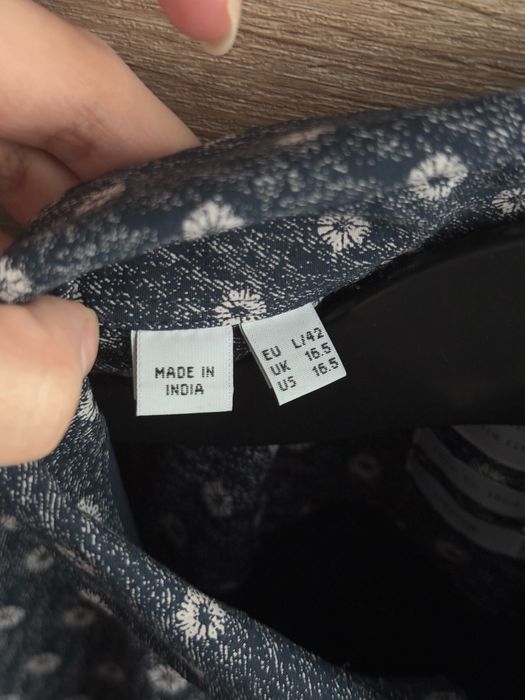 MADE IN
INDIA
EU L/42
UK 16.5
US 16.5